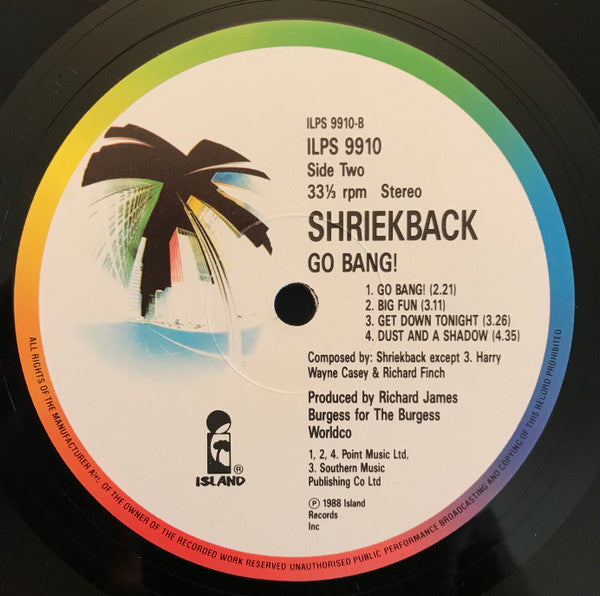 ILPS 9910-B
ILPS 9910
Side Two
33⅓ rpm Stereo
SHRIEKBACK
GO BANG!
1. GO BANG! (2.21)
2. BIG FUN (3.11)
3. GET DOWN TONIGHT (3.26)
4. DUST AND A SHADOW (4.35)
Composed by: Shriekback except 3. Harry
Wayne Casey & Richard Finch
Produced by Richard James
Burgess for The Burgess
Worldco
1, 2, 4. Point Music Ltd,
3. Southern Music
Publishing Co Ltd
℗ 1988 Island
Records
Inc
ISLAND ®
ALL RIGHTS OF THE MANUFACTURER AND OF THE OWNER OF THE RECORDED WORK RESERVED UNAUTHORISED PUBLIC PERFORMANCE BROADCASTING AND COPYING OF THIS RECORD PROHIBITED